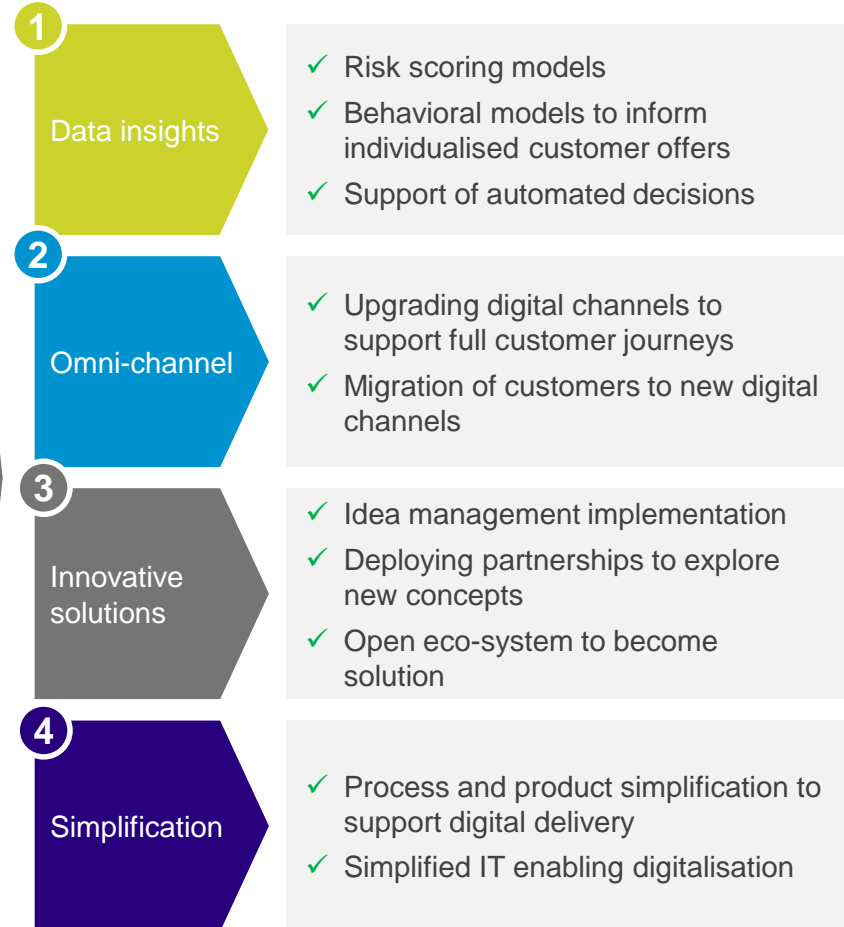 1
Data insights
✓ Risk scoring models
✓ Behavioral models to inform
individualised customer offers
✓ Support of automated decisions
2
Omni-channel
✓ Upgrading digital channels to
support full customer journeys
✓ Migration of customers to new digital
channels
3
Innovative
solutions
✓ Idea management implementation
✓ Deploying partnerships to explore
new concepts
✓ Open eco-system to become
solution
4
Simplification
✓ Process and product simplification to
support digital delivery
✓ Simplified IT enabling digitalisation